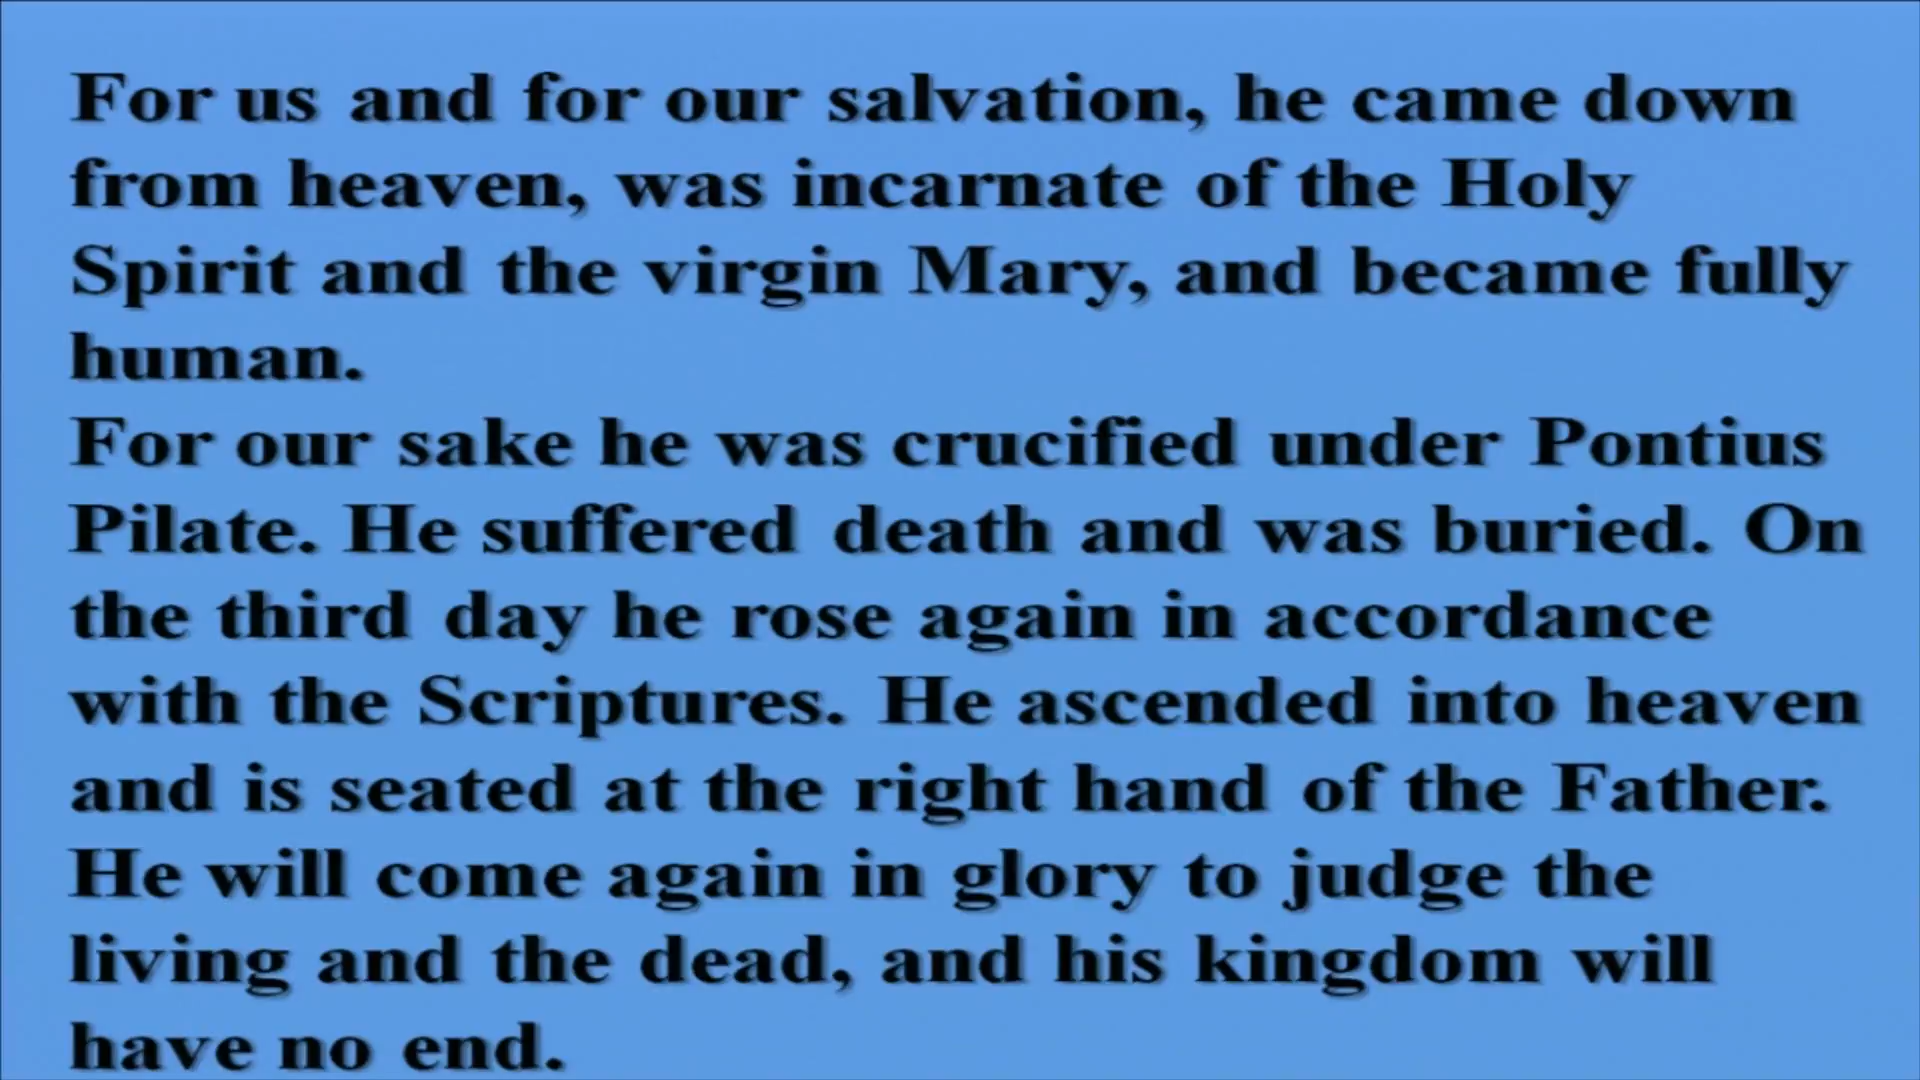 For us and for our salvation, he came down
from heaven, was incarnate of the Holy
Spirit and the virgin Mary, and became fully
human.
For our sake he was crucified under Pontius
Pilate. He suffered death and was buried. On
the third day he rose again in accordance
with the Scriptures. He ascended into heaven
and is seated at the right hand of the Father.
He will come again in glory to judge the
living and the dead, and his kingdom will
have no end.